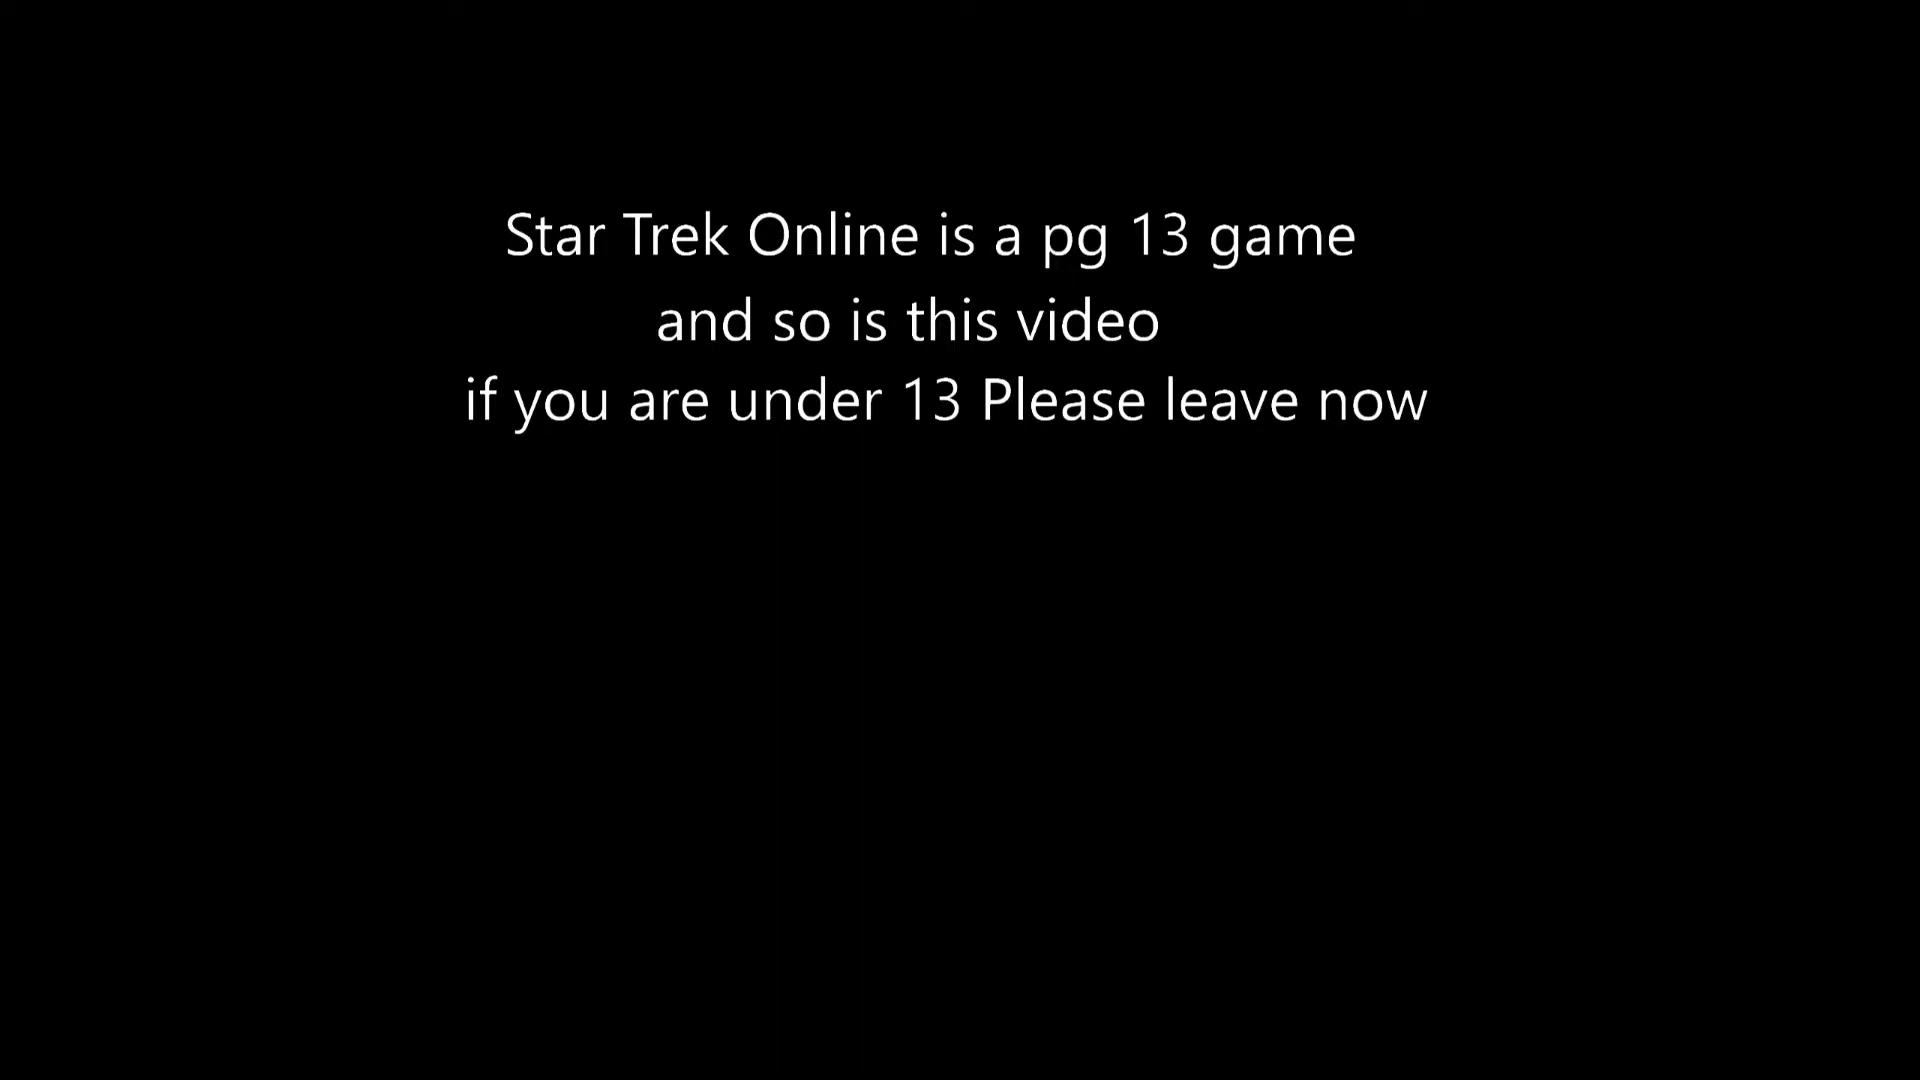 Star Trek Online is a pg 13 game
and so is this video
if you are under 13 Please leave now